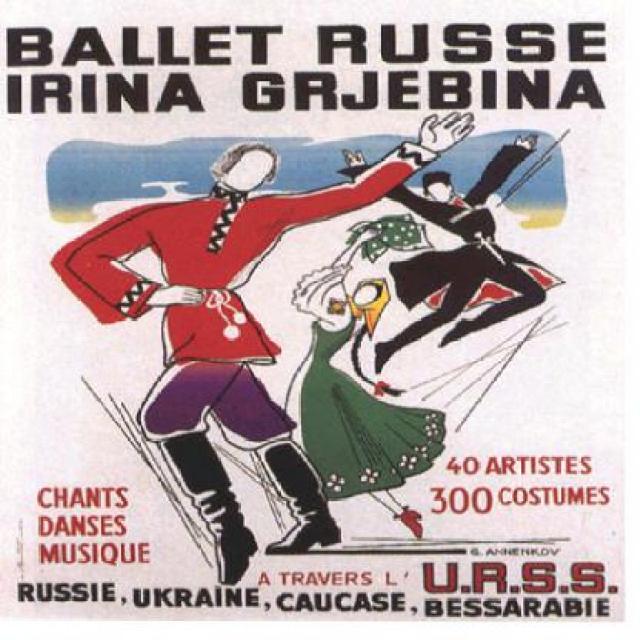 BALLET RUSSE
IRINA GRJEBINA
40 ARTISTES
300 COSTUMES
CHANTS
DANSES
MUSIQUE
G. ANNENKOV
A TRAVERS L' U.R.S.S.
RUSSIE, UKRAINE, CAUCASE, BESSARABIE